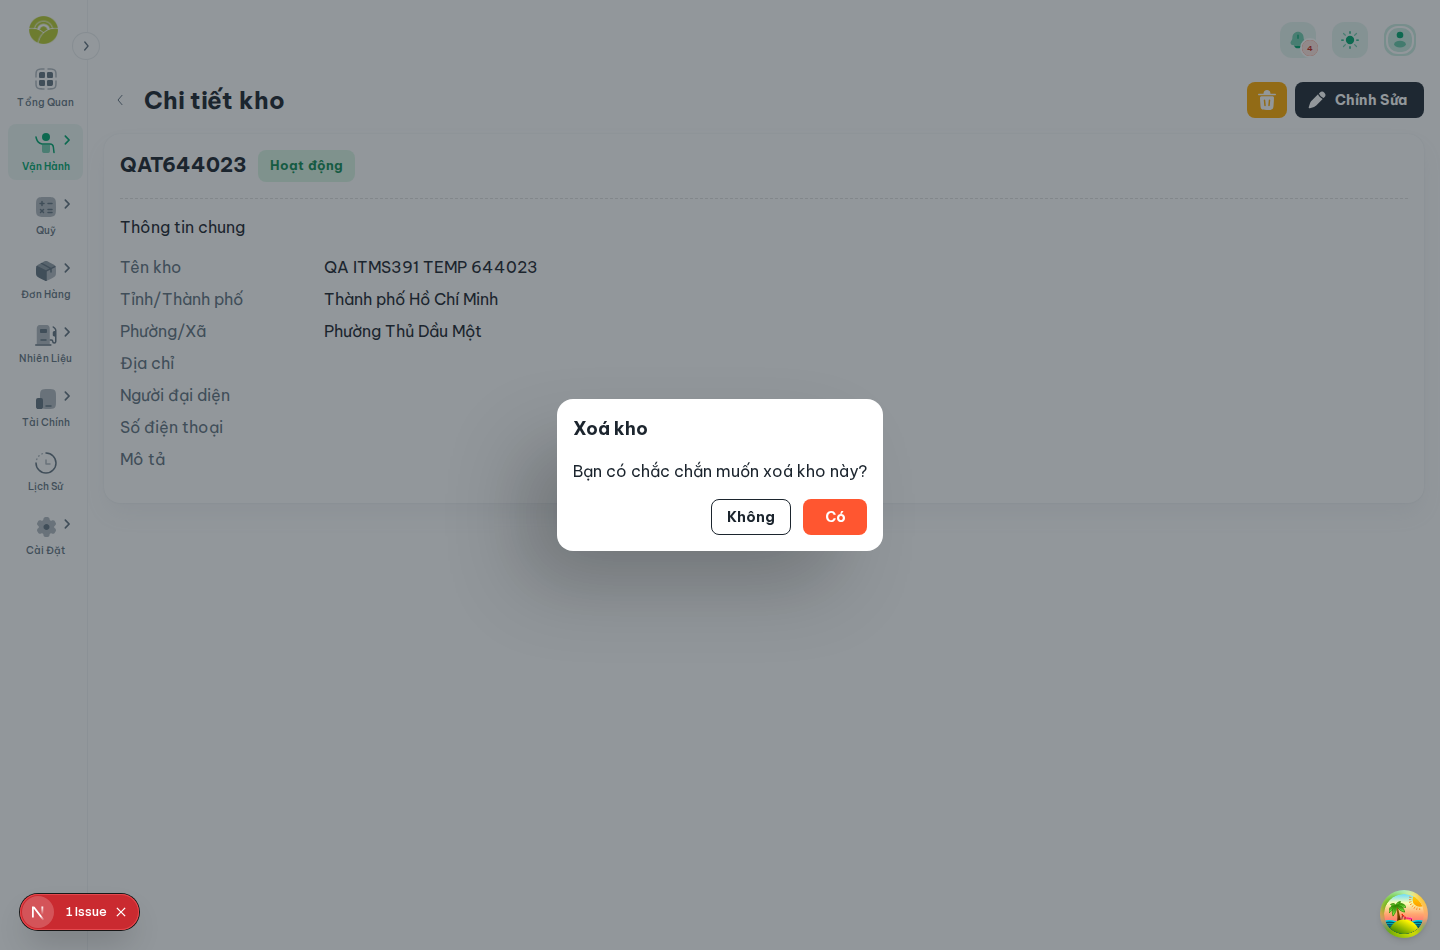 4
Tổng Quan
Chi tiết kho
Chỉnh Sửa
Vận Hành
QAT644023
Hoạt động
Quỹ
Thông tin chung
Tên kho
QA ITMS391 TEMP 644023
Đơn Hàng
Tỉnh/Thành phố
Thành phố Hồ Chí Minh
Phường/Xã
Phường Thủ Dầu Một
Nhiên Liệu
Địa chỉ
Người đại diện
Tài Chính
Số điện thoại
Mô tả
Lịch Sử
Cài Đặt
Xoá kho
Bạn có chắc chắn muốn xoá kho này?
Không
Có
N
1 Issue